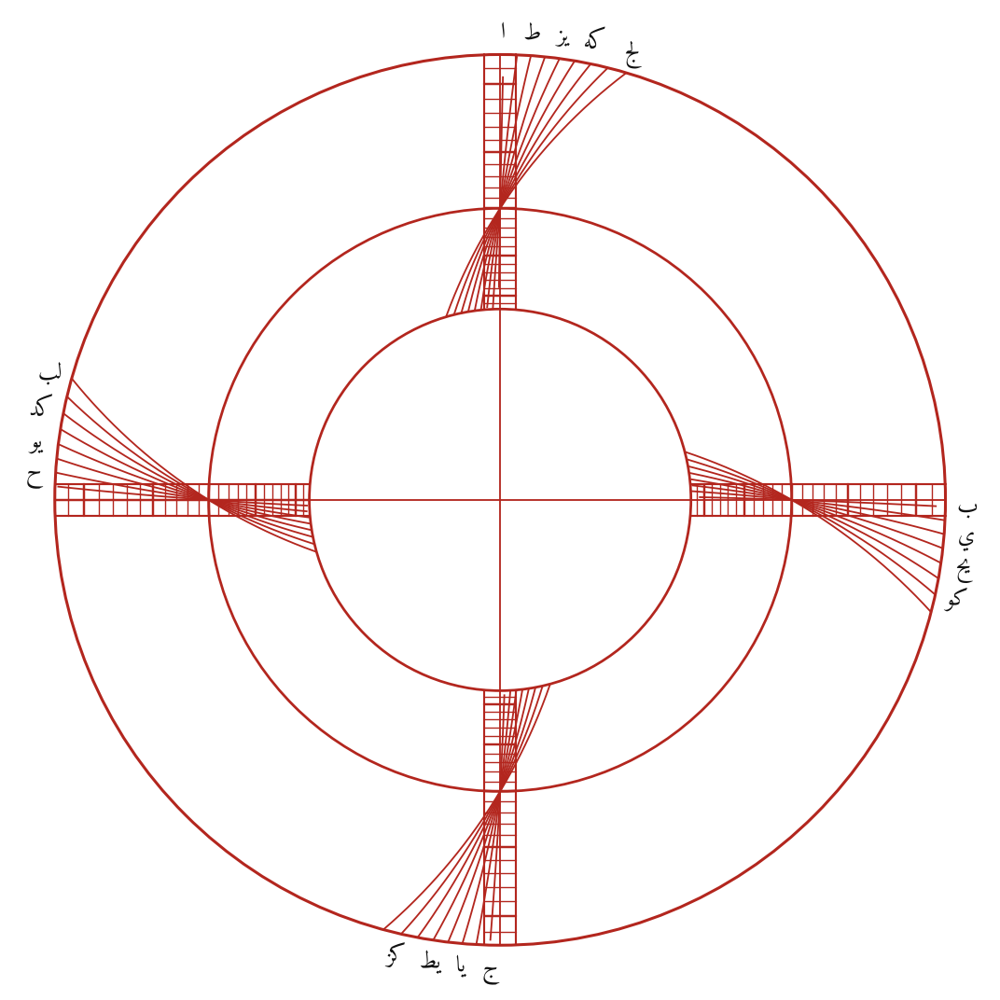 ا ط يز كه لج
ب
ي
يح
كو
ج يا يط كز
لب
كد
يو
ح